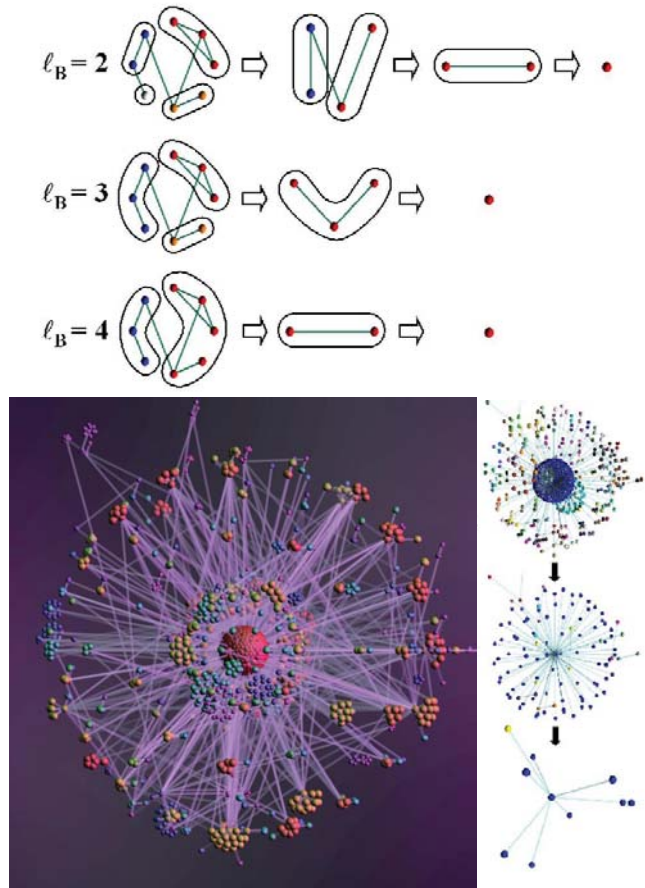 ℓB = 2
ℓB = 3
ℓB = 4